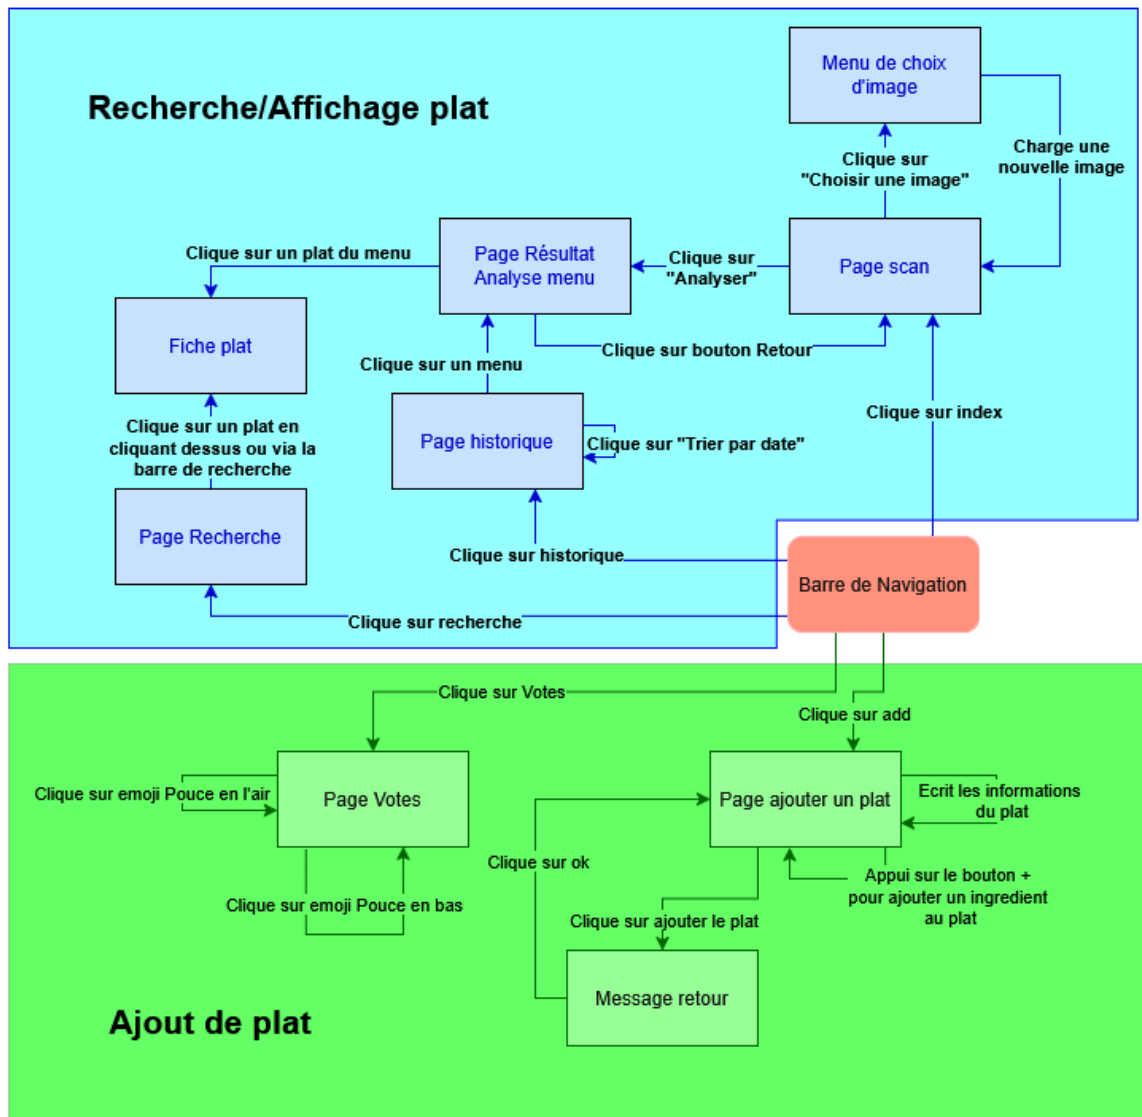 Menu de choix
d'image
Recherche/Affichage plat
Clique sur
"Choisir une image"
Charge une
nouvelle image
Clique sur un plat du menu
Page Résultat
Analyse menu
Clique sur
"Analyser"
Page scan
Fiche plat
Clique sur bouton Retour
Clique sur un menu
Clique sur index
Clique sur un plat en
cliquant dessus ou via la
barre de recherche
Page historique
Clique sur "Trier par date"
Page Recherche
Clique sur historique
Barre de Navigation
Clique sur recherche
Clique sur Votes
Clique sur add
Clique sur emoji Pouce en l'air
Page Votes
Page ajouter un plat
Ecrit les informations
du plat
Clique sur ok
Appui sur le bouton +
pour ajouter un ingredient
au plat
Clique sur emoji Pouce en bas
Clique sur ajouter le plat
Message retour
Ajout de plat